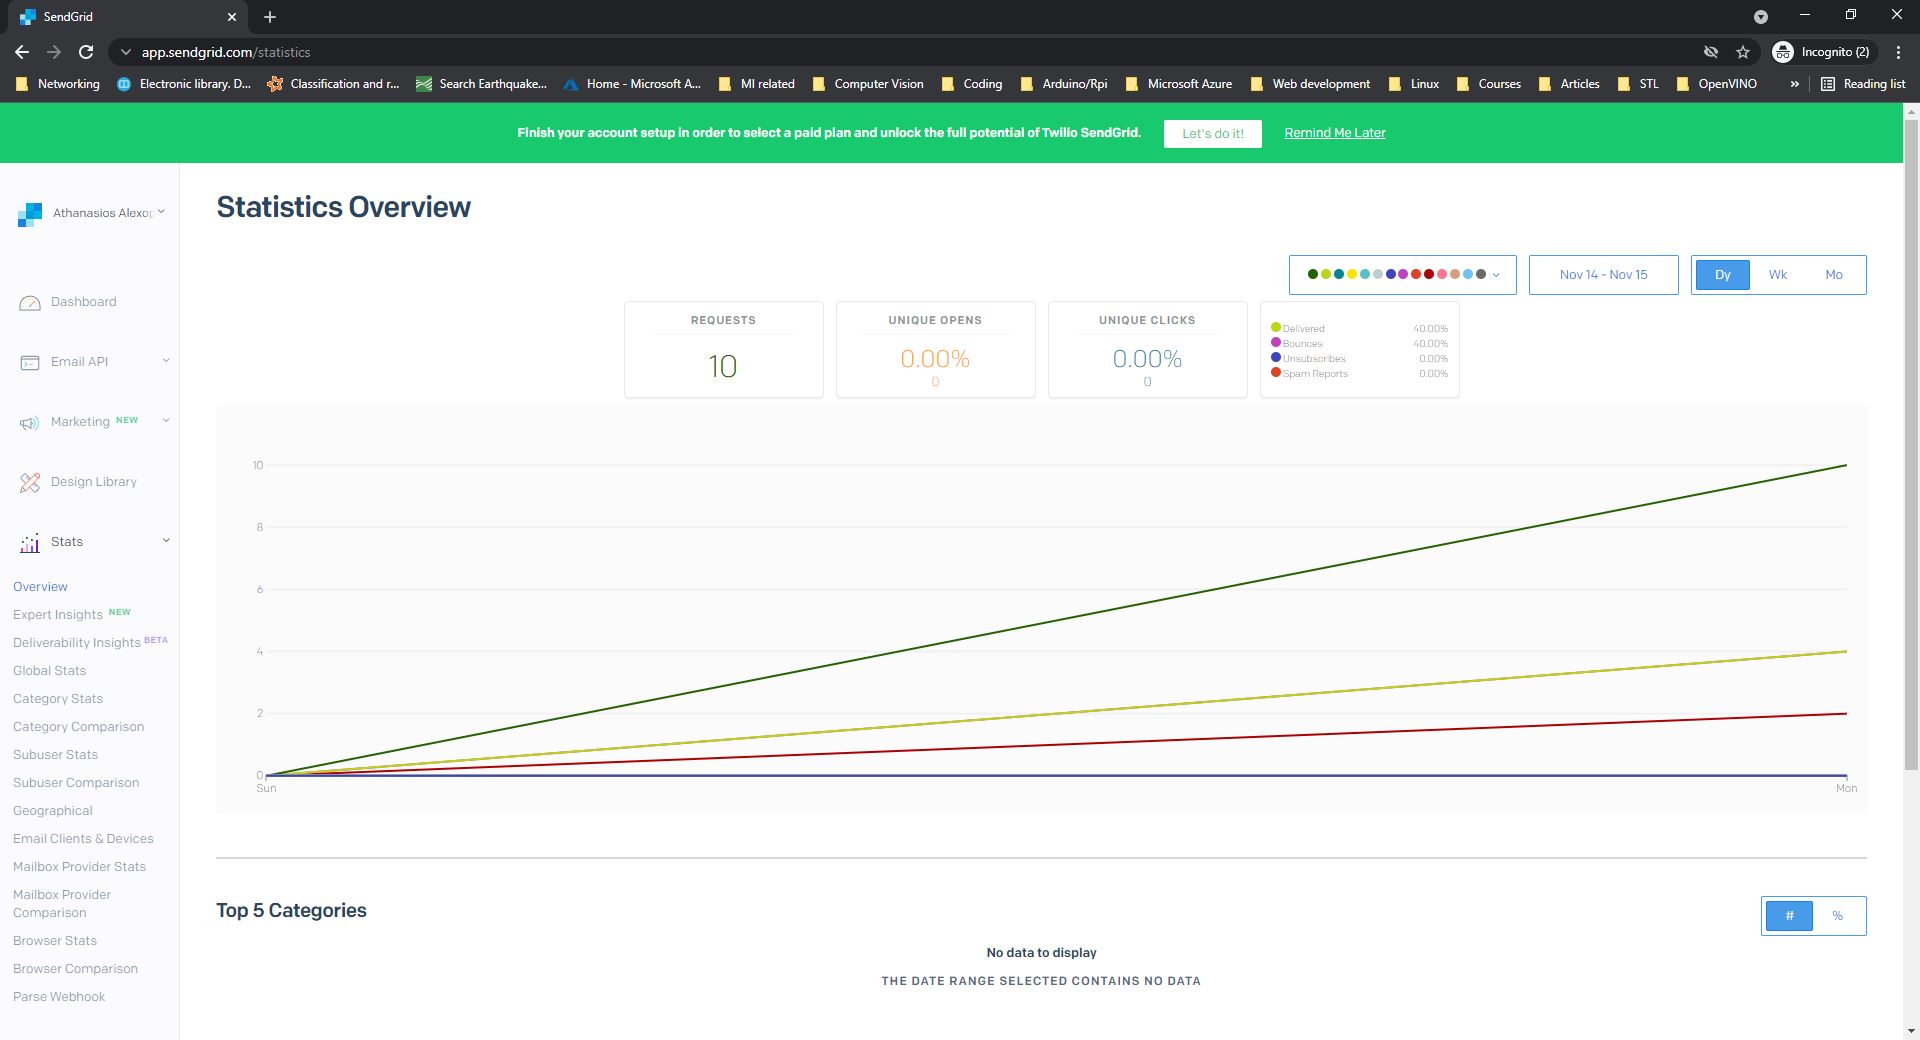 SendGrid
app.sendgrid.com/statistics
Incognito (2)
Networking
Electronic library. D...
Classification and r...
Search Earthquake...
Home - Microsoft A...
Ml related
Computer Vision
Coding
Arduino/Rpi
Microsoft Azure
Web development
Linux
Courses
Articles
STL
OpenVINO
»
Reading list
Finish your account setup in order to select a paid plan and unlock the full potential of Twilio SendGrid.
Let's do it!
Remind Me Later
Athanasios Alexop
Dashboard
Email API
Marketing NEW
Design Library
Stats
Overview
Expert Insights NEW
Deliverability Insights BETA
Global Stats
Category Stats
Category Comparison
Subuser Stats
Subuser Comparison
Geographical
Email Clients & Devices
Mailbox Provider Stats
Mailbox Provider
Comparison
Browser Stats
Browser Comparison
Parse Webhook
Statistics Overview
Nov 14 - Nov 15
Dy
Wk
Mo
REQUESTS
10
UNIQUE OPENS
0.00%
0
UNIQUE CLICKS
0.00%
0
Delivered 40.00%
Bounces 40.00%
Unsubscribes 0.00%
Spam Reports 0.00%
10
8
6
4
2
0
Sun
Mon
Top 5 Categories
#
%
No data to display
THE DATE RANGE SELECTED CONTAINS NO DATA